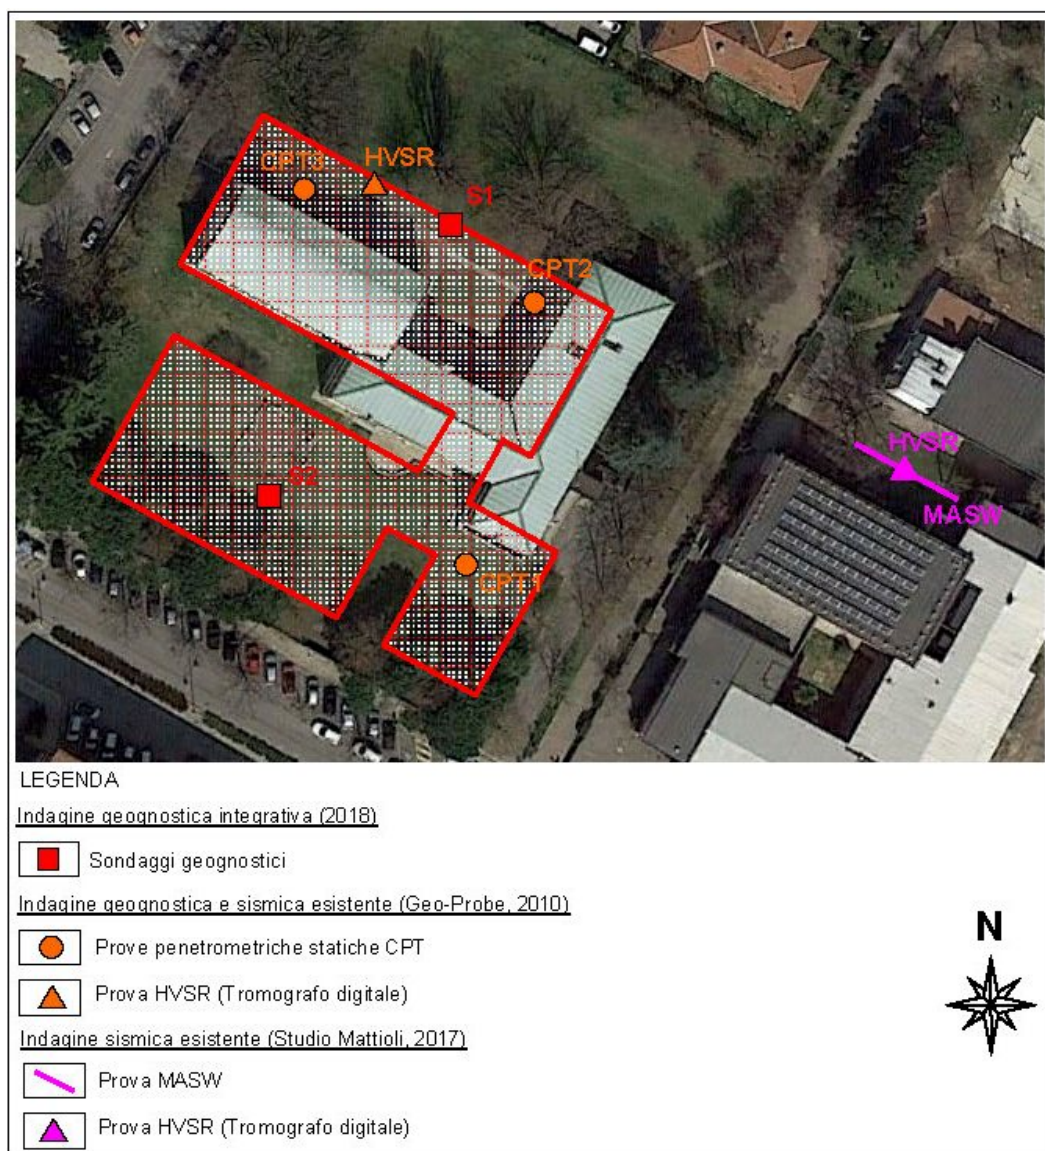 CPT3
HVSR
S1
CPT2
S2
CPT1
HVSR
MASW
LEGENDA
Indagine geognostica integrativa (2018)
Sondaggi geognostici
Indagine geognostica e sismica esistente (Geo-Probe, 2010)
Prove penetrometriche statiche CPT
Prova HVSR (Tromografo digitale)
Indagine sismica esistente (Studio Mattioli, 2017)
Prova MASW
Prova HVSR (Tromografo digitale)
N